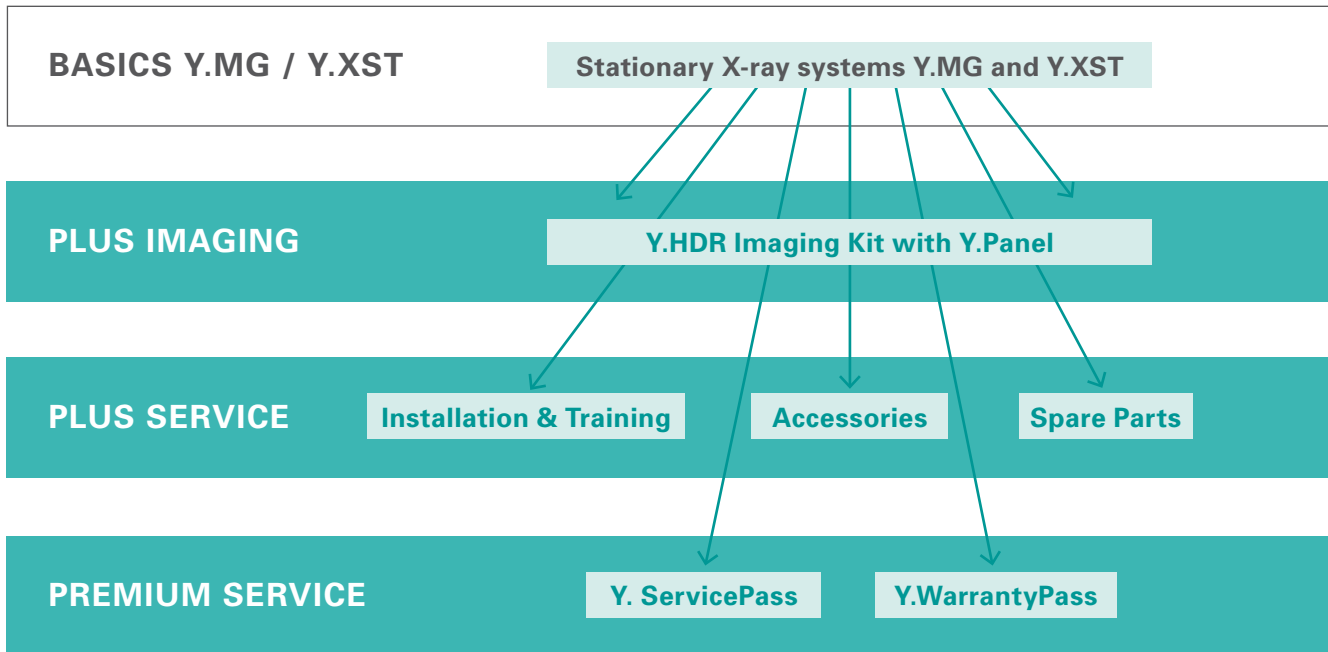 BASICS Y.MG / Y.XST
Stationary X-ray systems Y.MG and Y.XST
PLUS IMAGING
Y.HDR Imaging Kit with Y.Panel
PLUS SERVICE
Installation & Training
Accessories
Spare Parts
PREMIUM SERVICE
Y. ServicePass
Y.WarrantyPass